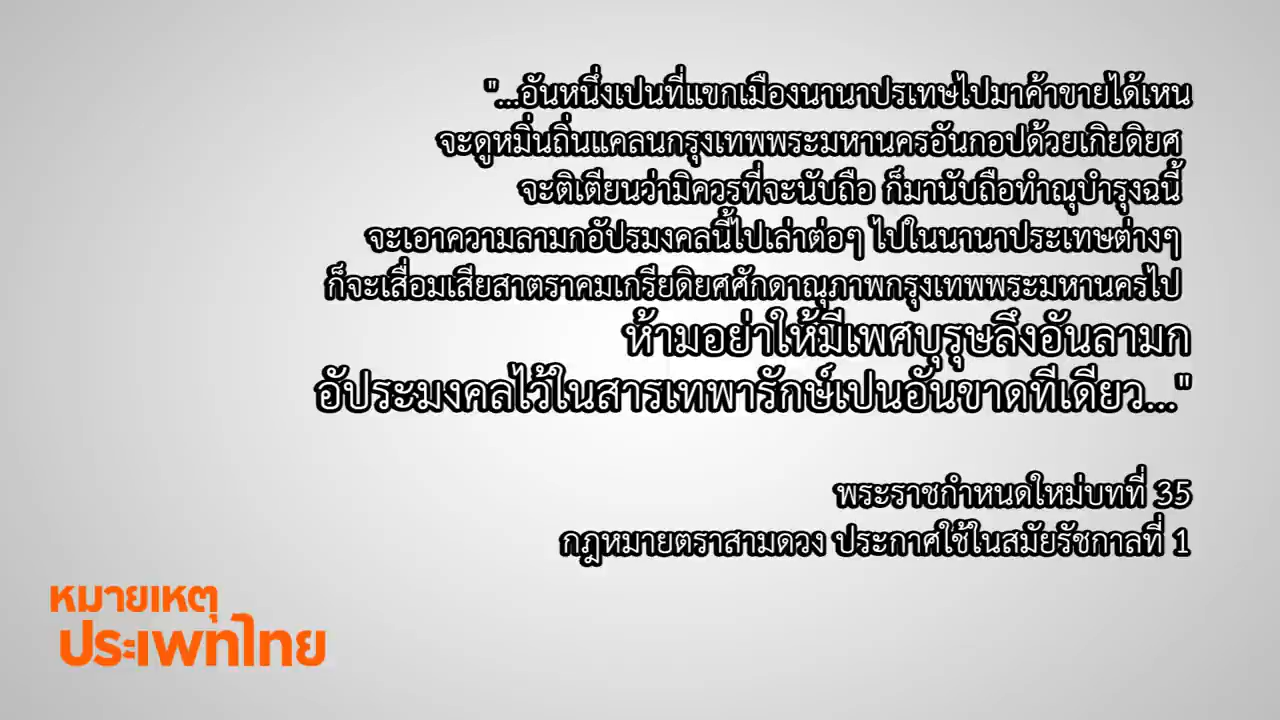 "...อันหนึ่งเปนที่แขกเมืองนานาปรเทษไปมาค้าขายได้เหน
จะดูหมิ่นถิ่นแคลนกรุงเทพพระมหานครอันกอปด้วยเกิยดิยศ
จะติเตียนว่ามิควรที่จะนับถือ ก็มานับถือทำณุบำรุงฉนี้
จะเอาความลามกอัปรมงคลนี้ไปเล่าต่อๆ ไปในนานาประเทษต่างๆ
ก็จะเสื่อมเสียสาตราคมเกรียดิยศศักดาณุภาพกรุงเทพพระมหานครไป
ห้ามอย่าให้มีเพศบุรุษลึงอันลามก
อัประมงคลไว้ในสารเทพารักษ์เปนอันขาดทีเดียว..."
พระราชกำหนดใหม่บทที่ 35
กฎหมายตราสามดวง ประกาศใช้ในสมัยรัชกาลที่ 1
หมายเหตุ
ประเพทไทย